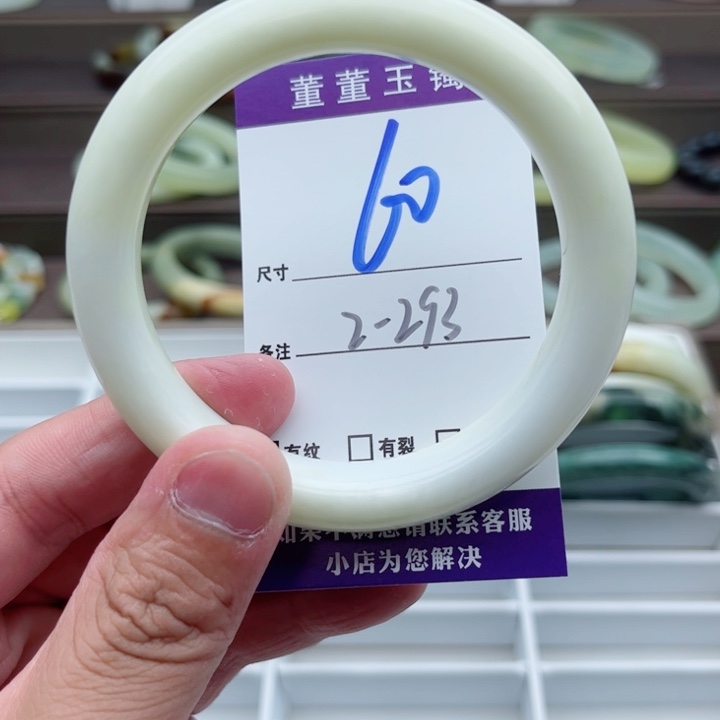 董董玉镯
60
尺寸
2-293
备注
有纹 有裂
如果不满意请联系客服
小店为您解决